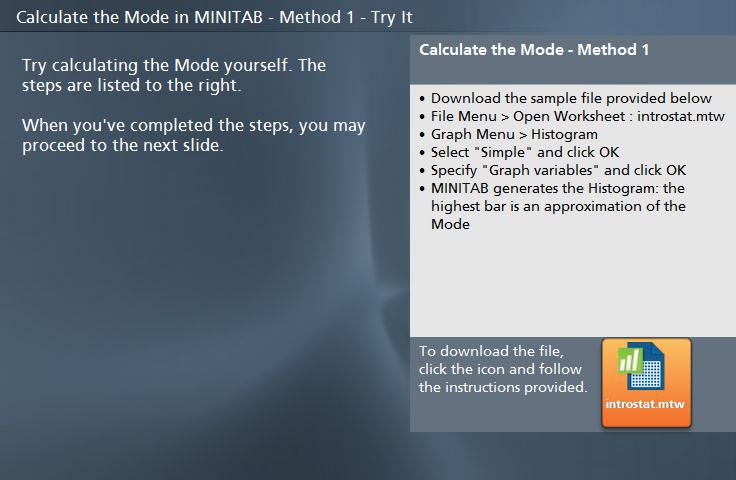 Calculate the Mode in MINITAB - Method 1 - Try It
Try calculating the Mode yourself. The
steps are listed to the right.
When you've completed the steps, you may
proceed to the next slide.
Calculate the Mode - Method 1
• Download the sample file provided below
• File Menu > Open Worksheet : introstat.mtw
• Graph Menu > Histogram
• Select "Simple" and click OK
• Specify "Graph variables" and click OK
• MINITAB generates the Histogram: the
highest bar is an approximation of the
Mode
To download the file,
click the icon and follow
the instructions provided.
introstat.mtw